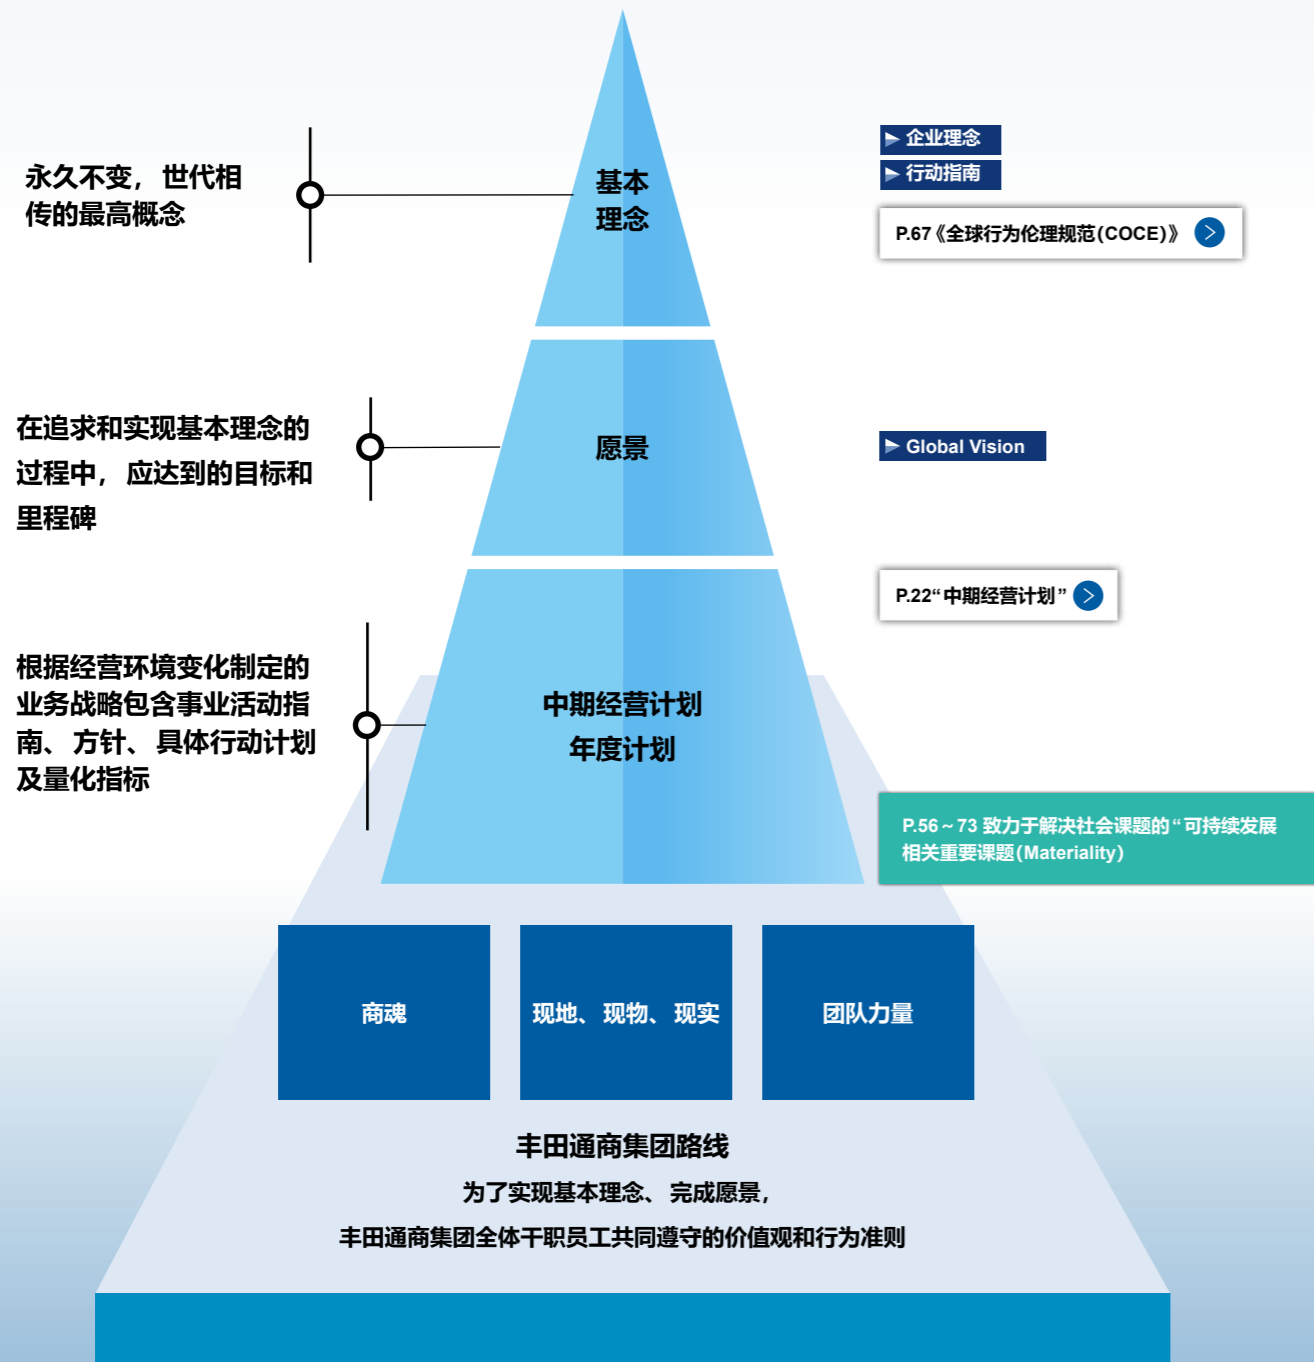 永久不变，世代相
传的最高概念
基本
理念
企业理念
行动指南
P.67《全球行为伦理规范(COCE)》
在追求和实现基本理念的
过程中，应达到的目标和
里程碑
愿景
Global Vision
P.22“中期经营计划”
根据经营环境变化制定的
业务战略包含事业活动指
南、方针、具体行动计划
及量化指标
中期经营计划
年度计划
P.56～73 致力于解决社会课题的“可持续发展
相关重要课题(Materiality)
商魂
现地、现物、现实
团队力量
丰田通商集团路线
为了实现基本理念、完成愿景，
丰田通商集团全体干职员工共同遵守的价值观和行为准则